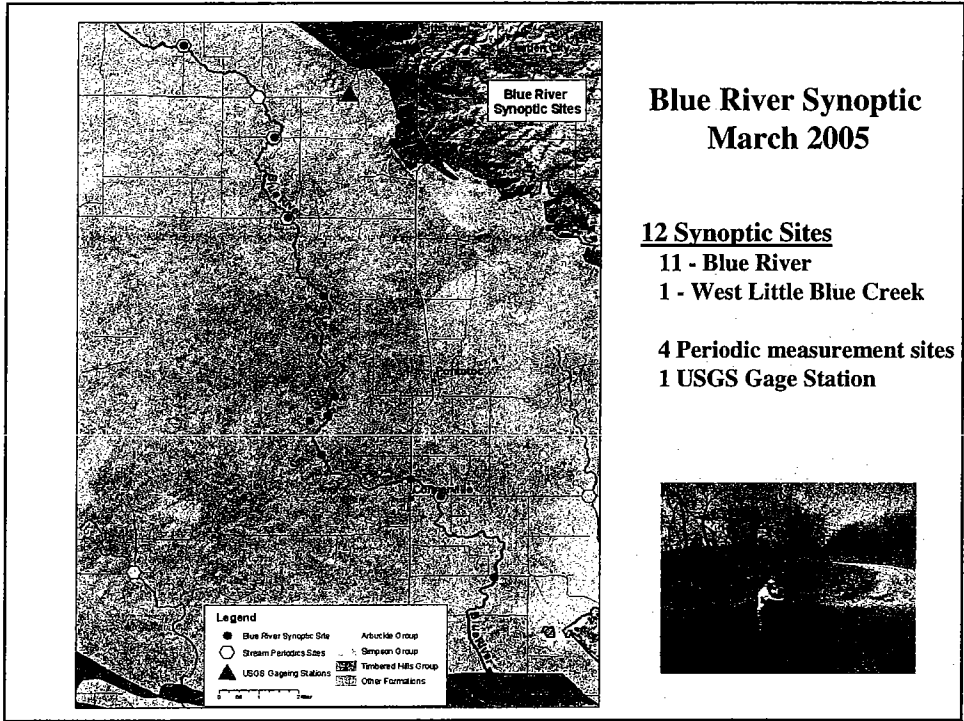 Blue River
Synoptic Sites
Blue River Synoptic
March 2005
12 Synoptic Sites
11 - Blue River
1 - West Little Blue Creek
4 Periodic measurement sites
1 USGS Gage Station
Legend
Blue River Synoptic Site
Stream Periodics Sites
USGS Gageing Stations
Arbuckle Group
Simpson Group
Timbered Hills Group
Other Formations